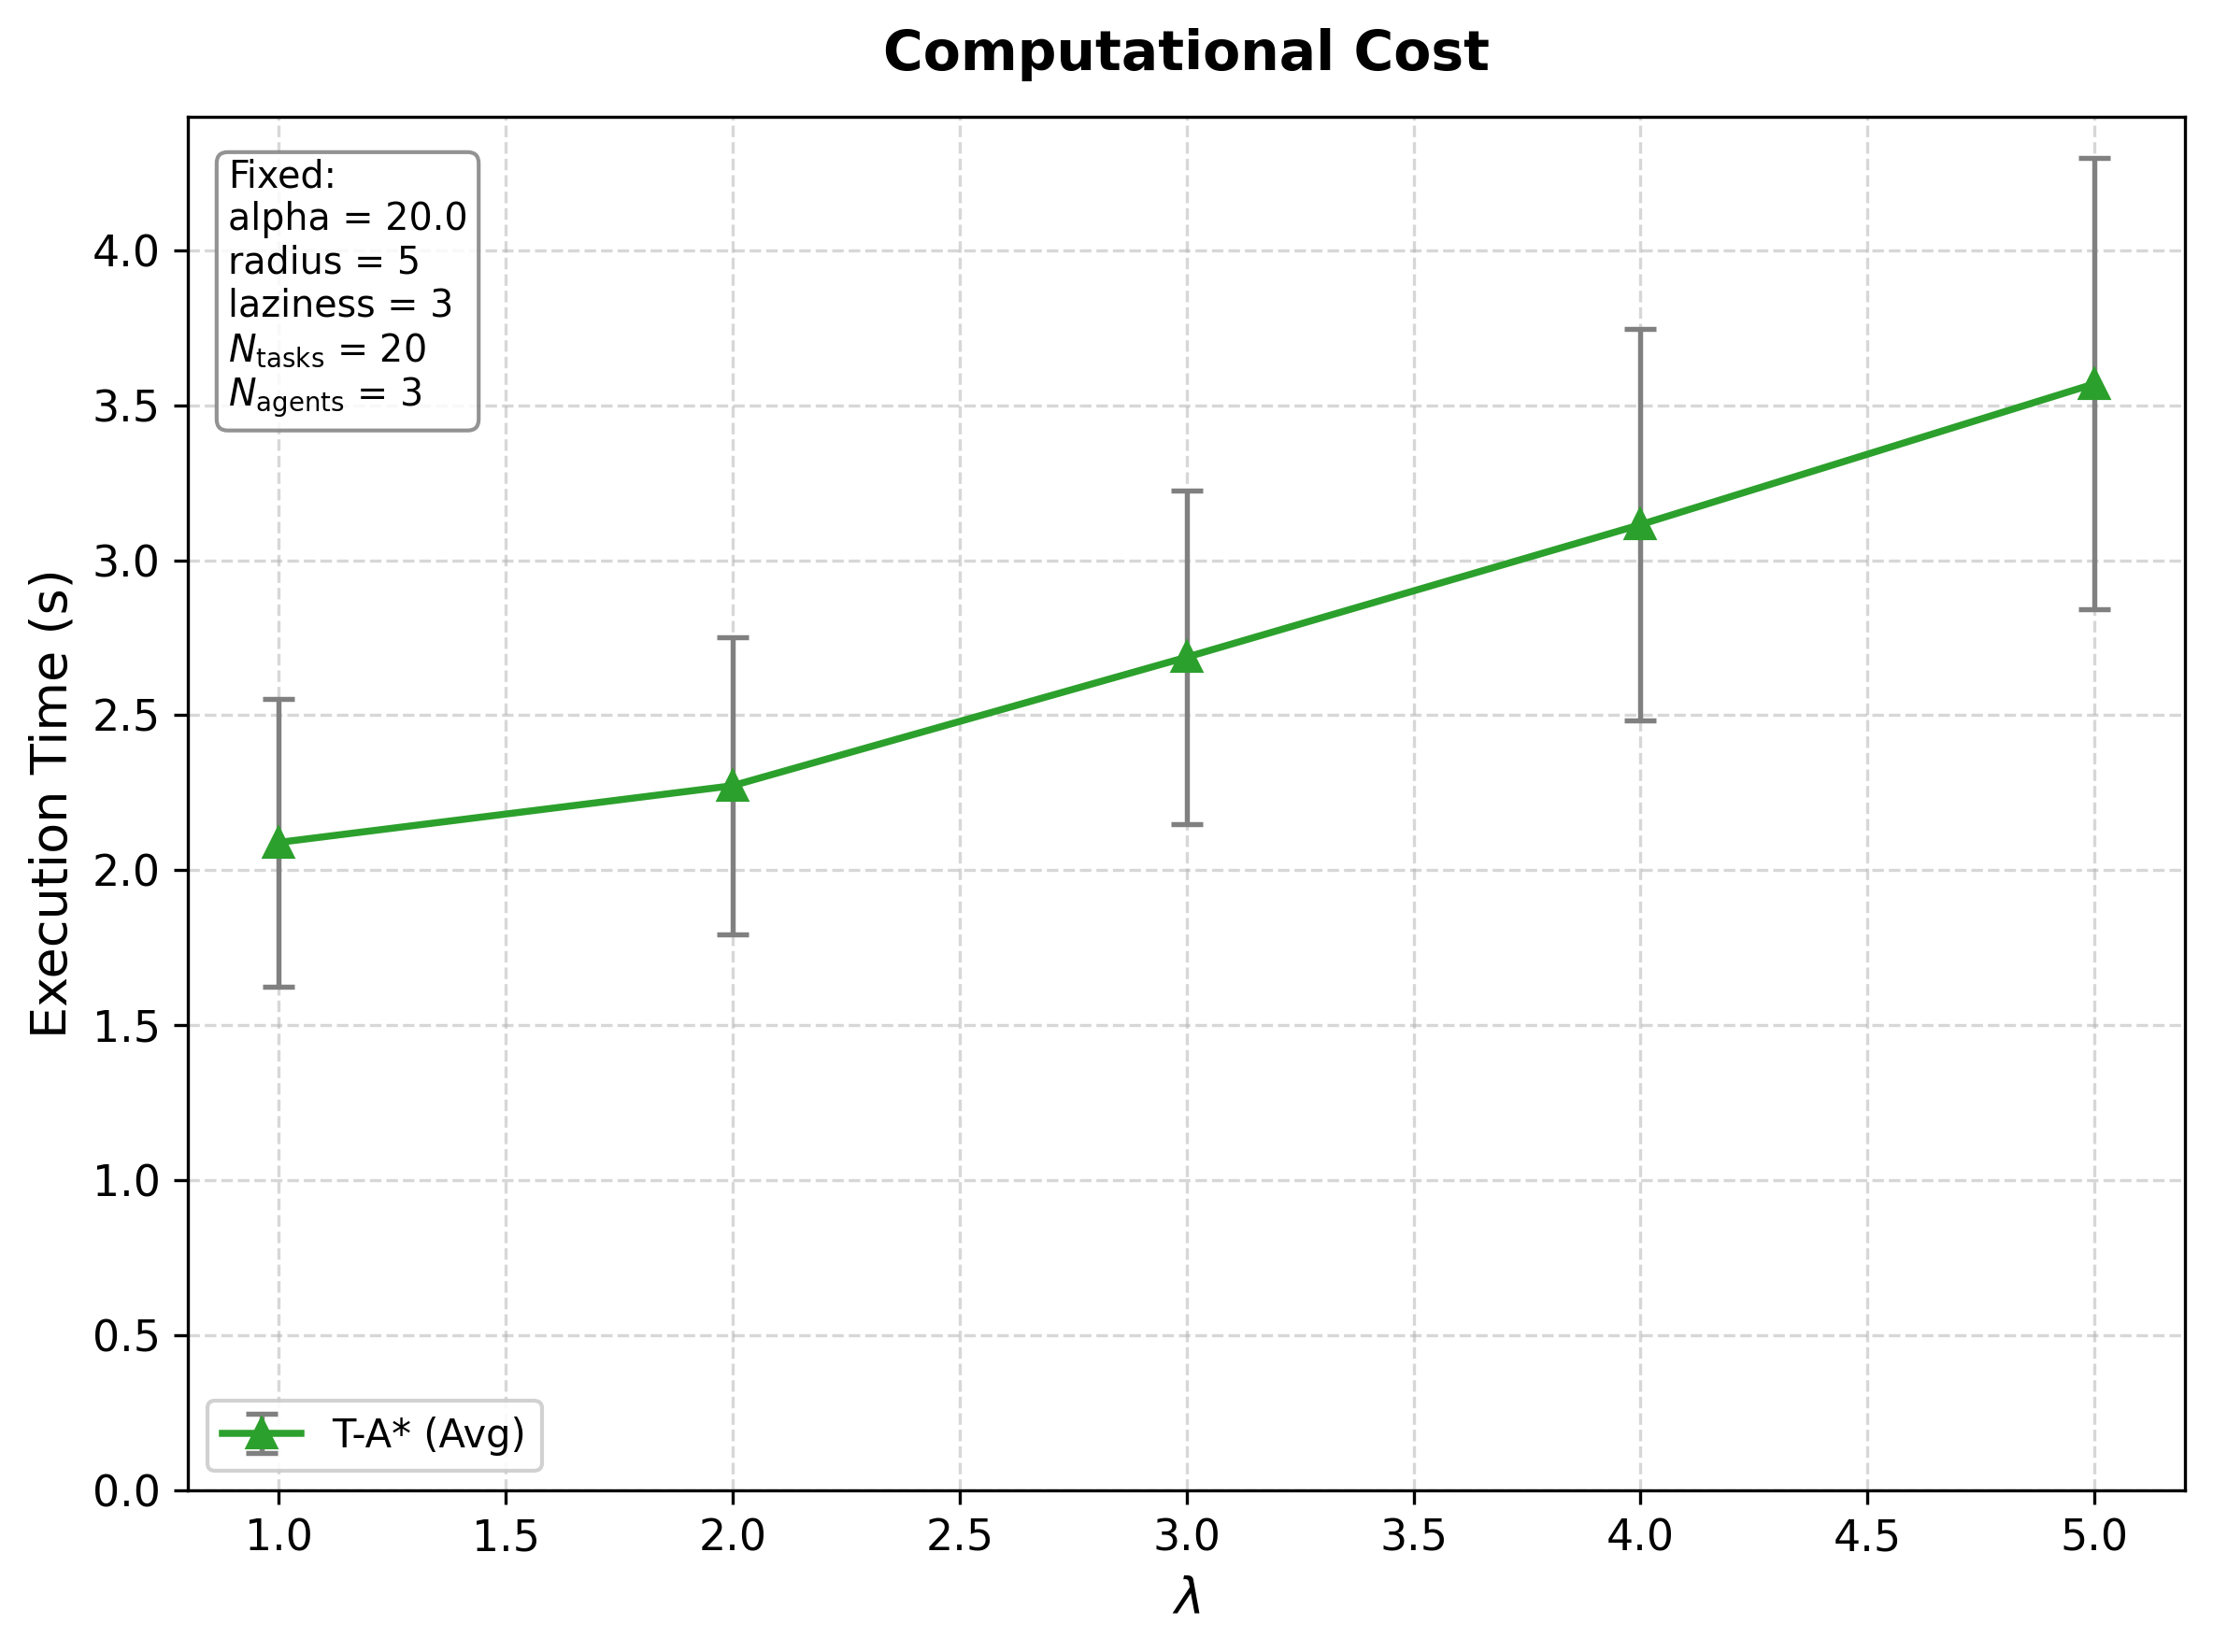 Computational Cost
Fixed:
alpha = 20.0
radius = 5
laziness = 3
N_tasks = 20
N_agents = 3
Execution Time (s)
4.0
3.5
3.0
2.5
2.0
1.5
1.0
0.5
0.0
T-A* (Avg)
1.0 1.5 2.0 2.5 3.0 3.5 4.0 4.5 5.0
λ